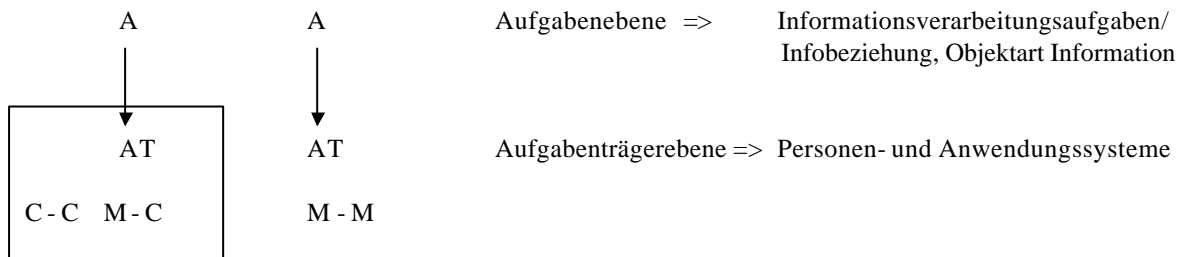 A A Aufgabenebene => Informationsverarbeitungsaufgaben/
Infobeziehung, Objektart Information
AT AT Aufgabenträgerebene => Personen- und Anwendungssysteme
C - C M - C M - M